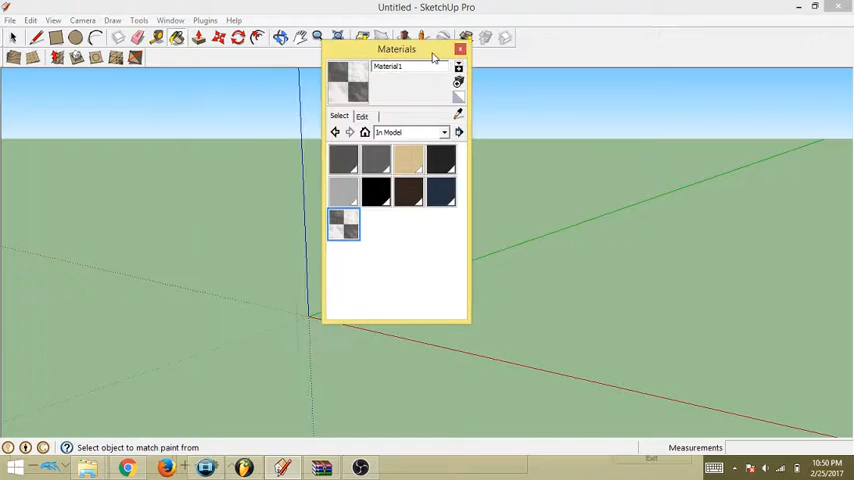 Untitled - SketchUp Pro
File Edit View Camera Draw Tools Window Plugins Help
Materials
Material1
Select Edit
In Model
Select object to match paint from
Measurements
Exit
10:50 PM
2/25/2017